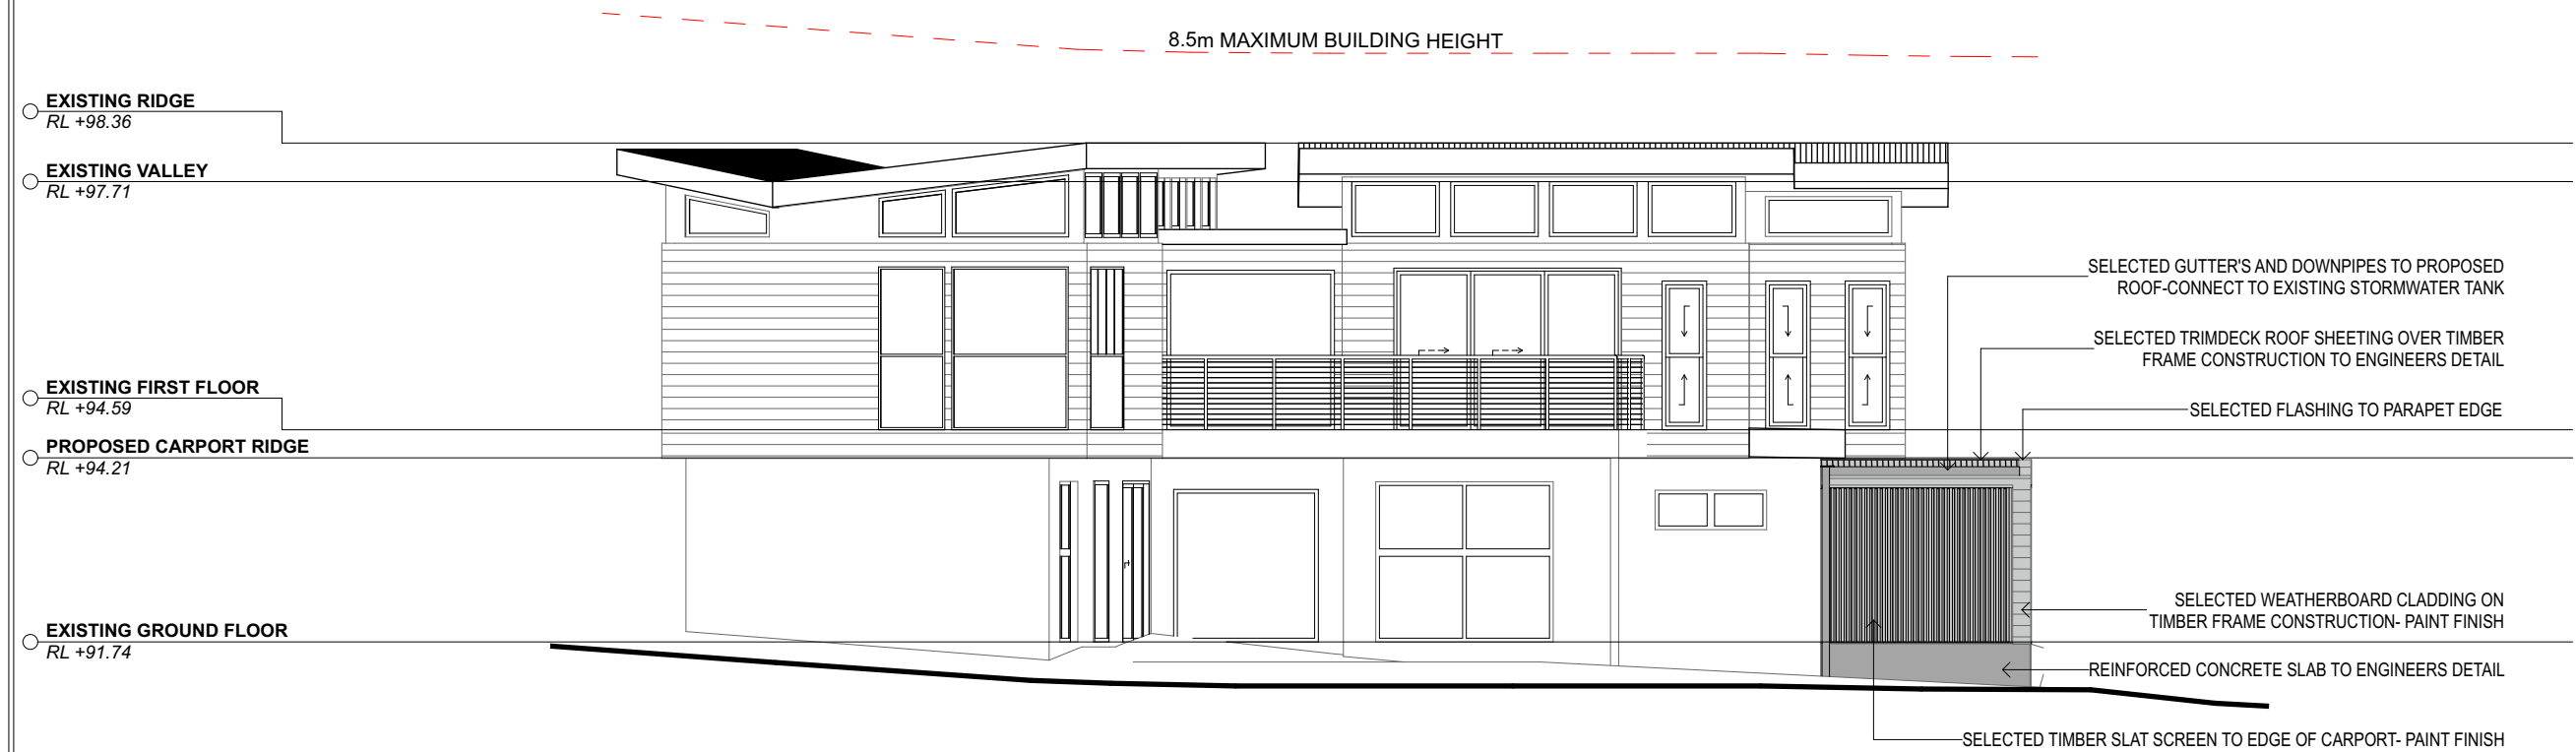 8.5m MAXIMUM BUILDING HEIGHT
EXISTING RIDGE
RL +98.36
EXISTING VALLEY
RL +97.71
EXISTING FIRST FLOOR
RL +94.59
PROPOSED CARPORT RIDGE
RL +94.21
EXISTING GROUND FLOOR
RL +91.74
SELECTED GUTTER'S AND DOWNPIPES TO PROPOSED
ROOF-CONNECT TO EXISTING STORMWATER TANK
SELECTED TRIMDECK ROOF SHEETING OVER TIMBER
FRAME CONSTRUCTION TO ENGINEERS DETAIL
SELECTED FLASHING TO PARAPET EDGE
SELECTED WEATHERBOARD CLADDING ON
TIMBER FRAME CONSTRUCTION- PAINT FINISH
REINFORCED CONCRETE SLAB TO ENGINEERS DETAIL
SELECTED TIMBER SLAT SCREEN TO EDGE OF CARPORT- PAINT FINISH